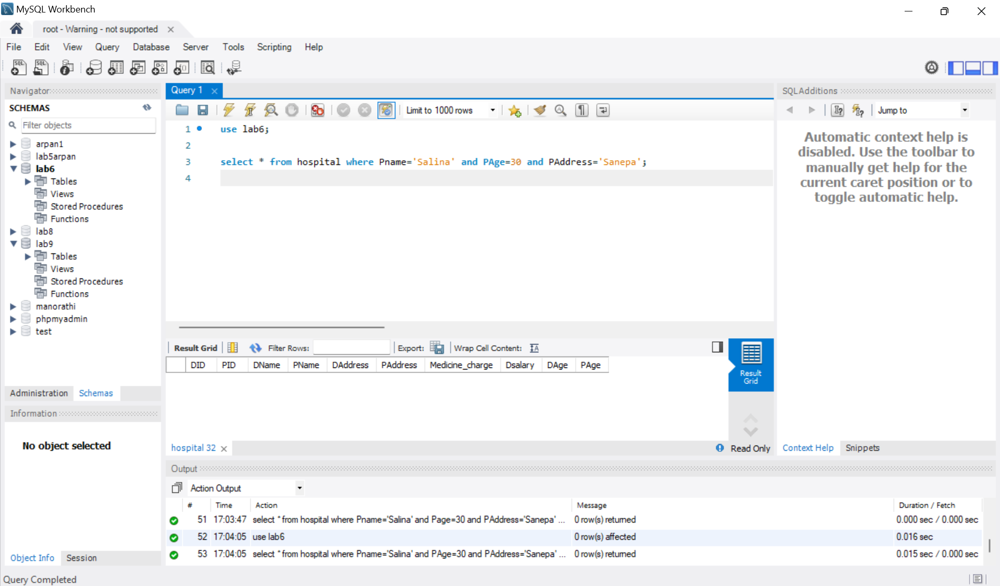 MySQL Workbench
root - Warning - not supported
File Edit View Query Database Server Tools Scripting Help
Navigator
SCHEMAS
Filter objects
arpan1
lab5arpan
lab6
Tables
Views
Stored Procedures
Functions
lab8
lab9
Tables
Views
Stored Procedures
Functions
manorathi
phpmyadmin
test
Administration Schemas
Information
No object selected
Object Info Session
Query Completed
Query 1
Limit to 1000 rows
1 use lab6;
2
3 select * from hospital where Pname='Salina' and PAge=30 and PAddress='Sanepa';
4
Result Grid Filter Rows: Export: Wrap Cell Content:
DID PID DName PName DAddress PAddress Medicine_charge Dsalary DAge PAge
Result
Grid
hospital 32 Read Only
SQLAdditions
Jump to
Automatic context help is
disabled. Use the toolbar to
manually get help for the
current caret position or to
toggle automatic help.
Context Help Snippets
Output
Action Output
# Time Action Message Duration / Fetch
51 17:03:47 select * from hospital where Pname='Salina' and Page=30 and PAddress='Sanepa' ... 0 row(s) returned 0.000 sec / 0.000 sec
52 17:04:05 use lab6 0 row(s) affected 0.016 sec
53 17:04:05 select * from hospital where Pname='Salina' and PAge=30 and PAddress='Sanepa' ... 0 row(s) returned 0.015 sec / 0.000 sec